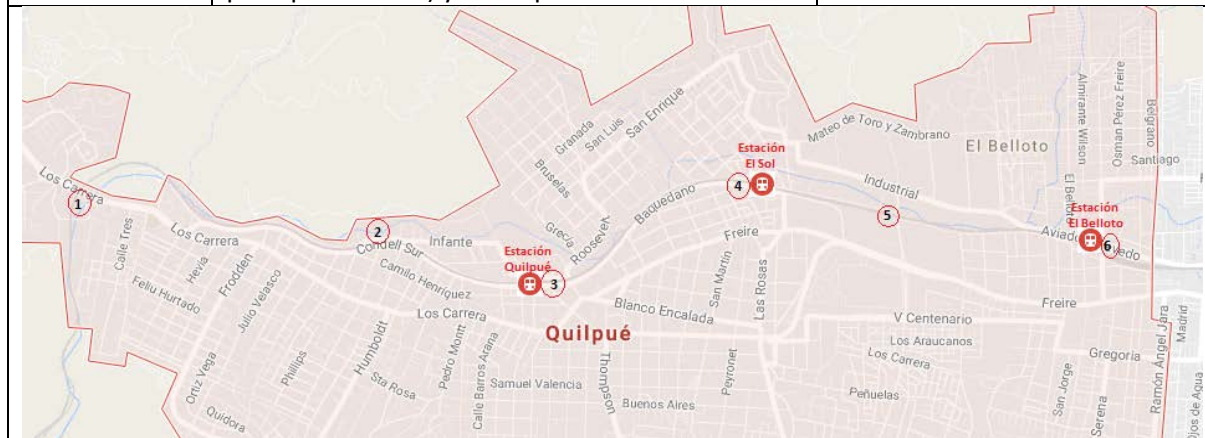 Mateo de Toro y Zambrano
El Belloto
Almirante Wilson
Osman Pérez Freire
Belgrano
Santiago
Granada
San Luis
San Enrique
Bruselas
Estación
El Sol
4
Industrial
El Belloto
Los Carrera
1
Calle Tres
Los Carrera
2
Condell Sur
Infante
Grecia
Roosevel
Baquedano
Freire
5
Estación
El Belloto
6
Hevia
Frodden
Feliu Hurtado
Julio Velasco
Camilo Henriquez
Estación
Quilpué
3
San Martín
Las Rosas
Freire
Los Carrera
Blanco Encalada
Quilpué
V Centenario
Los Araucanos
Los Carrera
Gregoria
Ramón Ángel Jara
Madrid
Ortiz Vega
Phillips
Humboldt
Pedro Montt
Calle Barros Arana
Sta Rosa
Samuel Valencia
Thompson
Peyronet
Buenos Aires
Peñuelas
San Jorge
Serena
Quidora
Ojos de Agua